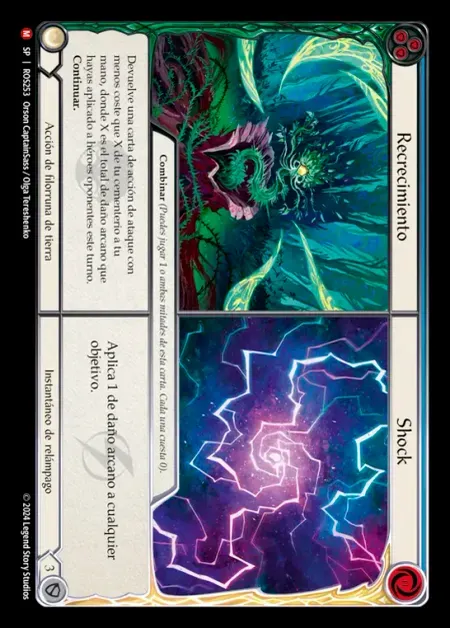 Recrecimiento
Shock
Combinar (Puedes jugar 1 o ambas mitades de esta carta. Cada una cuesta 0).
Devuelve una carta de acción de ataque con
menos coste que X de tu cementerio a tu
mano, donde X es el total de daño arcano que
hayas aplicado a héroes oponentes este turno.
Continuar.
Aplica 1 de daño arcano a cualquier
objetivo.
Acción de filorruna de tierra
Instantáneo de relámpago
3
M SP | ROS253 Orson CaptainSass / Olga Tereshenko
© 2024 Legend Story Studios